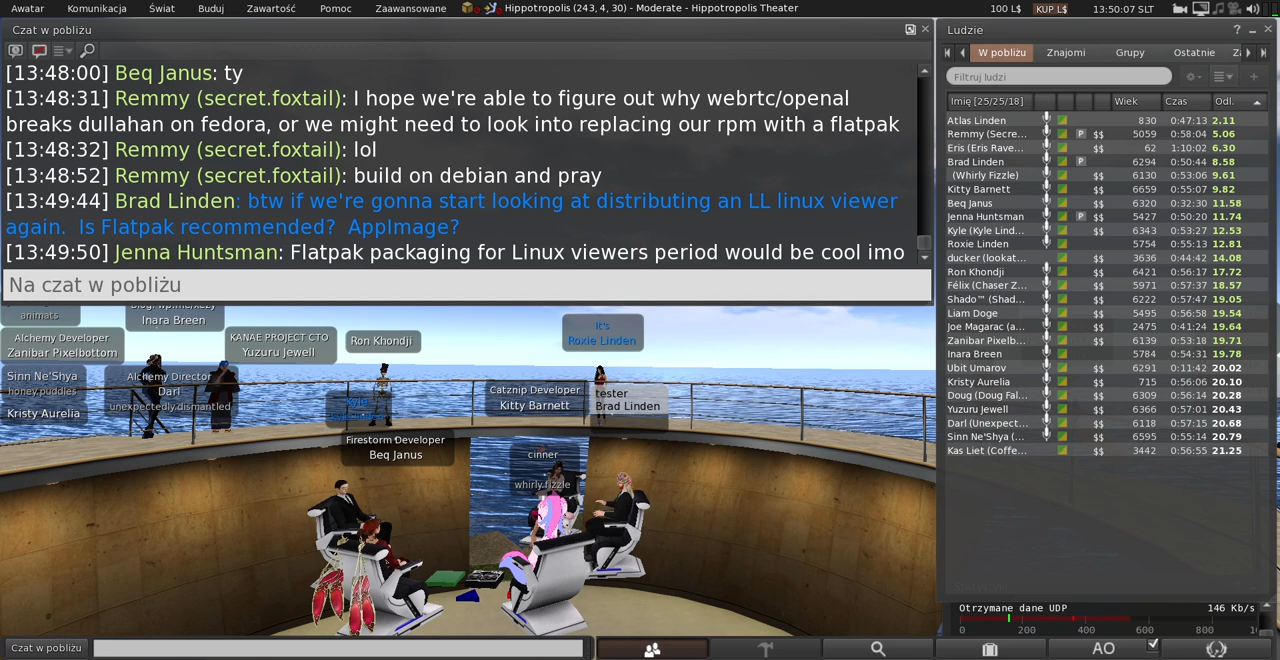 Awatar Komunikacja Świat Buduj Zawartość Pomoc Zaawansowane Hippotropolis (243, 4, 30) - Moderate - Hippotropolis Theater 100 L$ KUP L$ 13:50:07 SLT
Czat w pobliżu
[13:48:00] Beq Janus: ty
[13:48:31] Remmy (secret.foxtail): I hope we're able to figure out why webrtc/openal
breaks dullahan on fedora, or we might need to look into replacing our rpm with a flatpak
[13:48:32] Remmy (secret.foxtail): lol
[13:48:52] Remmy (secret.foxtail): build on debian and pray
[13:49:44] Brad Linden: btw if we're gonna start looking at distributing an LL linux viewer
again. Is Flatpak recommended? AppImage?
[13:49:50] Jenna Huntsman: Flatpak packaging for Linux viewers period would be cool imo
Na czat w pobliżu
animats
Inara Breen
Alchemy Developer
Zanibar Pixelbottom
KANAE PROJECT CTO
Yuzuru Jewell
Ron Khondji
It's
Roxie Linden
Sinn Ne'Shya
honey.puddles
Alchemy Director
Darl
unexpectedly.dismantled
Kristy Aurelia
Kyle
Catznip Developer
Kitty Barnett
tester
Brad Linden
Firestorm Developer
Beq Janus
cinner
whirly.fizzle
Ludzie
W pobliżu Znajomi Grupy Ostatnie
Filtruj ludzi
Imię [25/25/18] Wiek Czas Odl.
Atlas Linden 830 0:47:13 2.11
Remmy (Secre... P $$ 5059 0:58:04 5.06
Eris (Eris Rave... $$ 62 1:10:02 6.30
Brad Linden P 6294 0:50:44 8.58
(Whirly Fizzle) $$ 6130 0:53:06 9.61
Kitty Barnett $$ 6659 0:55:07 9.82
Beq Janus $$ 6320 0:32:30 11.58
Jenna Huntsman P $$ 5427 0:50:20 11.74
Kyle (Kyle Lind... $$ 6343 0:53:27 12.53
Roxie Linden 5754 0:55:13 12.81
ducker (lookat... $$ 3636 0:44:42 14.08
Ron Khondji $$ 6421 0:56:17 17.72
Félix (Chaser Z... $$ 5971 0:57:37 18.57
Shado™ (Shad... $$ 6222 0:57:47 19.05
Liam Doge $$ 5495 0:56:58 19.54
Joe Magarac (a... $$ 2475 0:41:24 19.64
Zanibar Pixelb... $$ 6139 0:53:18 19.71
Inara Breen 5784 0:54:31 19.78
Ubit Umarov $$ 6291 0:11:42 20.02
Kristy Aurelia $$ 715 0:56:06 20.10
Doug (Doug Fal... $$ 6309 0:56:14 20.28
Yuzuru Jewell $$ 6366 0:57:01 20.43
Darl (Unexpect... $$ 6118 0:57:15 20.68
Sinn Ne'Shya (... $$ 6595 0:55:14 20.79
Kas Liet (Coffe... $$ 3442 0:56:55 21.25
Otrzymane dane UDP 146 Kb/s
0 200 400 600 800
Czat w pobliżu AO